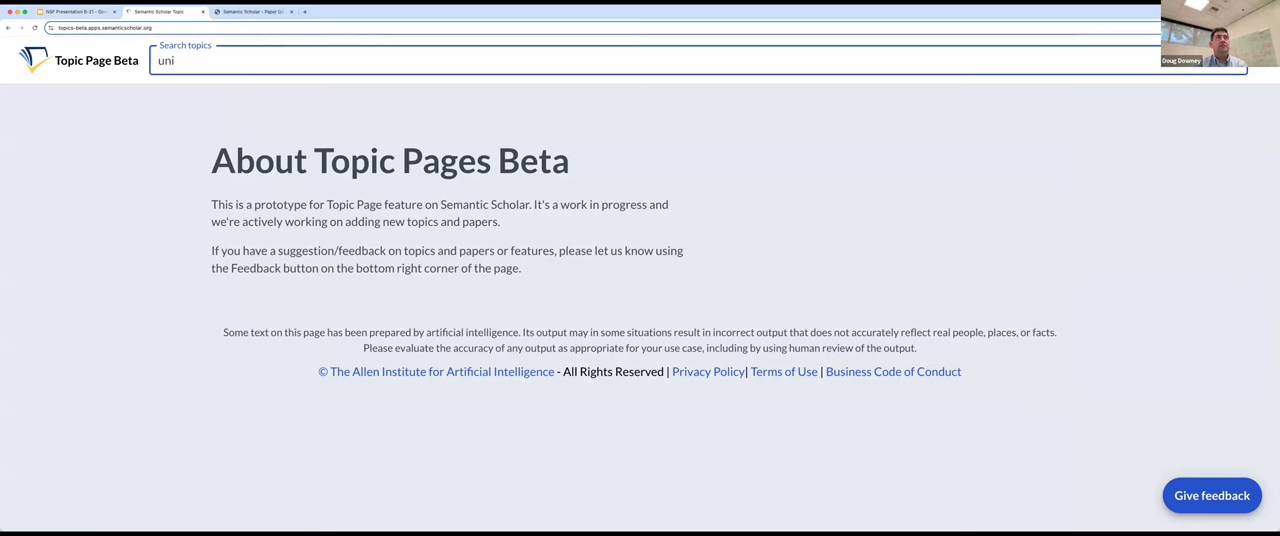 NSF Presentation 8-21 - Goo
Semantic Scholar Topic
Semantic Scholar - Paper G
topics-beta.apps.semanticscholar.org
Doug Downey
Topic Page Beta
Search topics
uni
About Topic Pages Beta
This is a prototype for Topic Page feature on Semantic Scholar. It's a work in progress and
we're actively working on adding new topics and papers.
If you have a suggestion/feedback on topics and papers or features, please let us know using
the Feedback button on the bottom right corner of the page.
Some text on this page has been prepared by artificial intelligence. Its output may in some situations result in incorrect output that does not accurately reflect real people, places, or facts.
Please evaluate the accuracy of any output as appropriate for your use case, including by using human review of the output.
© The Allen Institute for Artificial Intelligence - All Rights Reserved | Privacy Policy| Terms of Use | Business Code of Conduct
Give feedback